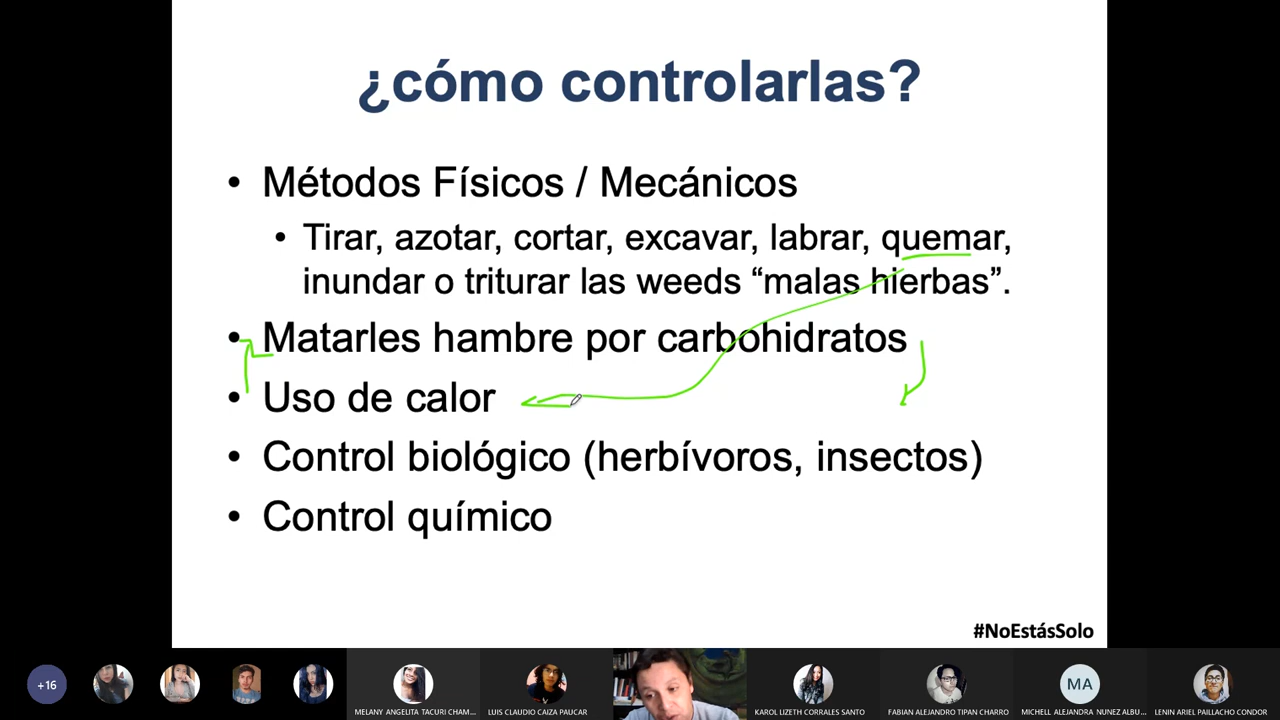 ¿cómo controlarlas?
• Métodos Físicos / Mecánicos
• Tirar, azotar, cortar, excavar, labrar, quemar,
inundar o triturar las weeds “malas hierbas”.
• Matarles hambre por carbohidratos
• Uso de calor
• Control biológico (herbívoros, insectos)
• Control químico
#NoEstásSolo
+16
MELANY ANGELITA TACURI CHAM...
LUIS CLAUDIO CAIZA PAUCAR
KAROL LIZETH CORRALES SANTO
FABIAN ALEJANDRO TIPAN CHARRO
MA
MICHELL ALEJANDRA NUNEZ ALBU...
LENIN ARIEL PAILLACHO CONDOR